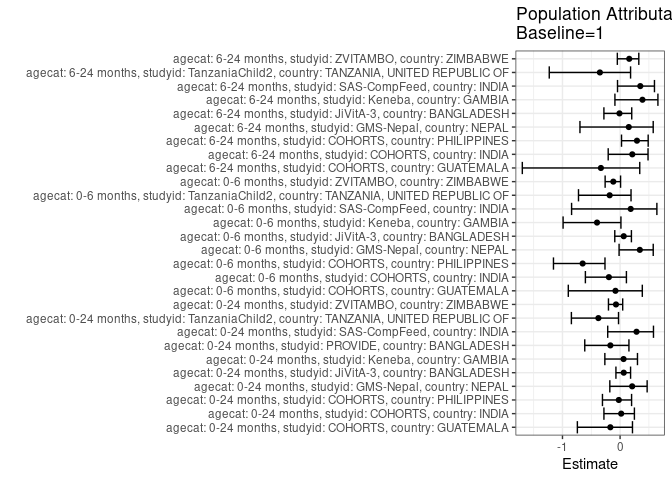 Population Attributa
Baseline=1
agecat: 6-24 months, studyid: ZVITAMBO, country: ZIMBABWE
agecat: 6-24 months, studyid: TanzaniaChild2, country: TANZANIA, UNITED REPUBLIC OF
agecat: 6-24 months, studyid: SAS-CompFeed, country: INDIA
agecat: 6-24 months, studyid: Keneba, country: GAMBIA
agecat: 6-24 months, studyid: JiVitA-3, country: BANGLADESH
agecat: 6-24 months, studyid: GMS-Nepal, country: NEPAL
agecat: 6-24 months, studyid: COHORTS, country: PHILIPPINES
agecat: 6-24 months, studyid: COHORTS, country: INDIA
agecat: 6-24 months, studyid: COHORTS, country: GUATEMALA
agecat: 0-6 months, studyid: ZVITAMBO, country: ZIMBABWE
agecat: 0-6 months, studyid: TanzaniaChild2, country: TANZANIA, UNITED REPUBLIC OF
agecat: 0-6 months, studyid: SAS-CompFeed, country: INDIA
agecat: 0-6 months, studyid: Keneba, country: GAMBIA
agecat: 0-6 months, studyid: JiVitA-3, country: BANGLADESH
agecat: 0-6 months, studyid: GMS-Nepal, country: NEPAL
agecat: 0-6 months, studyid: COHORTS, country: PHILIPPINES
agecat: 0-6 months, studyid: COHORTS, country: INDIA
agecat: 0-6 months, studyid: COHORTS, country: GUATEMALA
agecat: 0-24 months, studyid: ZVITAMBO, country: ZIMBABWE
agecat: 0-24 months, studyid: TanzaniaChild2, country: TANZANIA, UNITED REPUBLIC OF
agecat: 0-24 months, studyid: SAS-CompFeed, country: INDIA
agecat: 0-24 months, studyid: PROVIDE, country: BANGLADESH
agecat: 0-24 months, studyid: Keneba, country: GAMBIA
agecat: 0-24 months, studyid: JiVitA-3, country: BANGLADESH
agecat: 0-24 months, studyid: GMS-Nepal, country: NEPAL
agecat: 0-24 months, studyid: COHORTS, country: PHILIPPINES
agecat: 0-24 months, studyid: COHORTS, country: INDIA
agecat: 0-24 months, studyid: COHORTS, country: GUATEMALA
-1 0
Estimate